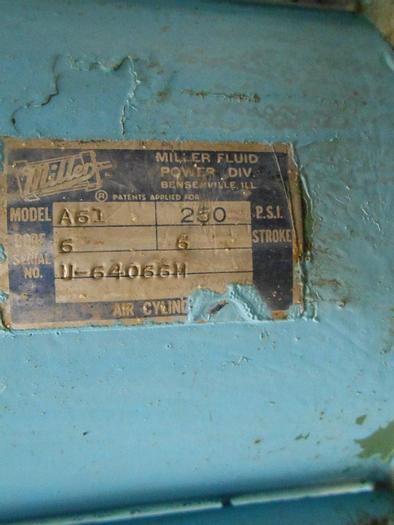 Miller
MILLER FLUID
POWER DIV.
BENSENVILLE, ILL
® PATENTS APPLIED FOR
MODEL A61 250 P.S.I.
BORE 6 6 STROKE
SERIAL NO. U-64066M
AIR CYLIN